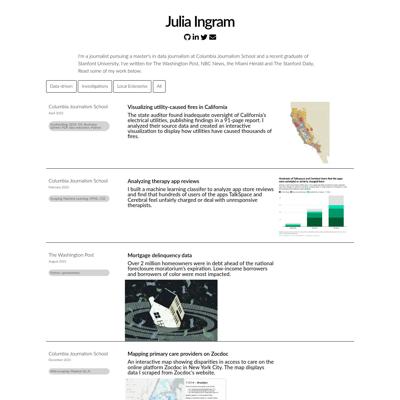 Julia Ingram
I'm a journalist pursuing a master's in data journalism at Columbia Journalism School and a recent graduate of
Stanford University. I've written for The Washington Post, NBC News, the Miami Herald and The Stanford Daily.
Read some of my work below.
Data-driven
Investigations
Local Enterprise
All
Columbia Journalism School
April 2022
Visualizing utility-caused fires in California
The state auditor found inadequate oversight of California's
electrical utilities, publishing findings in a 91-page report. I
analyzed their source data and created an interactive
visualization to display how utilities have caused thousands of
fires.
Columbia Journalism School
February 2022
Scraping, Machine Learning, HTML, CSS
Analyzing therapy app reviews
I built a machine learning classifer to analyze app store reviews
and find that hundreds of users of the apps TalkSpace and
Cerebral feel unfairly charged or deal with unresponsive
therapists.
The Washington Post
August 2021
Mortgage delinquency data
Over 2 million homeowners were in debt ahead of the national
foreclosure moratorium's expiration. Low-income borrowers
and borrowers of color were most impacted.
Columbia Journalism School
December 2021
Mapping primary care providers on Zocdoc
An interactive map showing disparities in access to care on the
online platform Zocdoc in New York City. The map displays
data I scraped from Zocdoc's website.